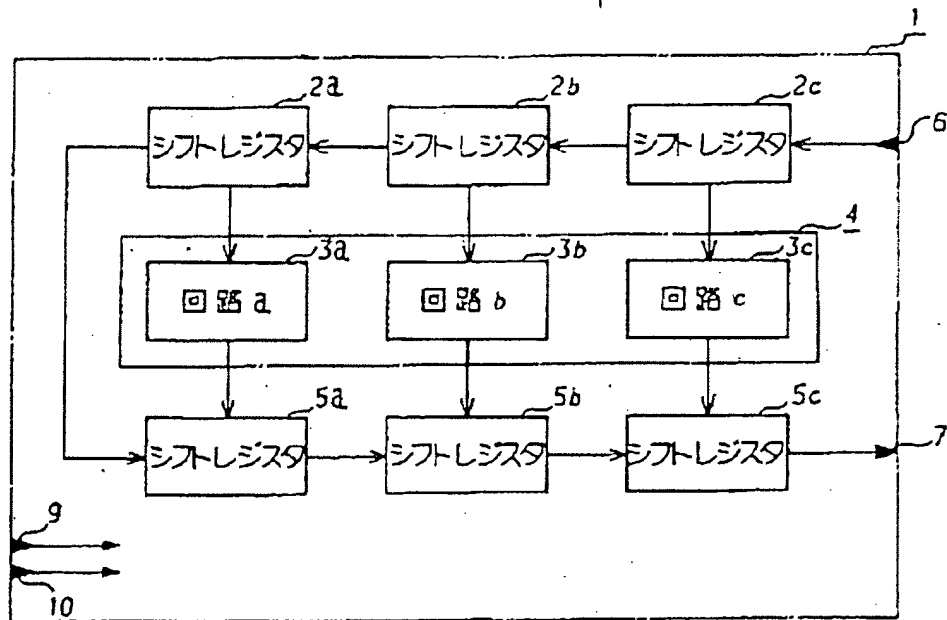 1
2a 2b 2c
シフトレジスタ シフトレジスタ シフトレジスタ
6
4
3a 3b 3c
回路a 回路b 回路c
5a 5b 5c
シフトレジスタ シフトレジスタ シフトレジスタ
7
9
10